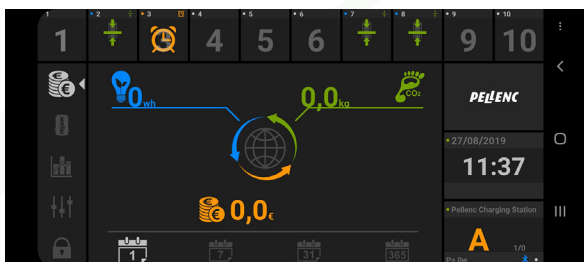 1 2 3 4 5 6 7 8 9 10
1 4 5 6 9 10
0wh
0,0kg
CO₂
PELLENC
27/08/2019
11:37
0,0€
Pellenc Charging Station
A
1/0
P= 0w
1 7 31 365